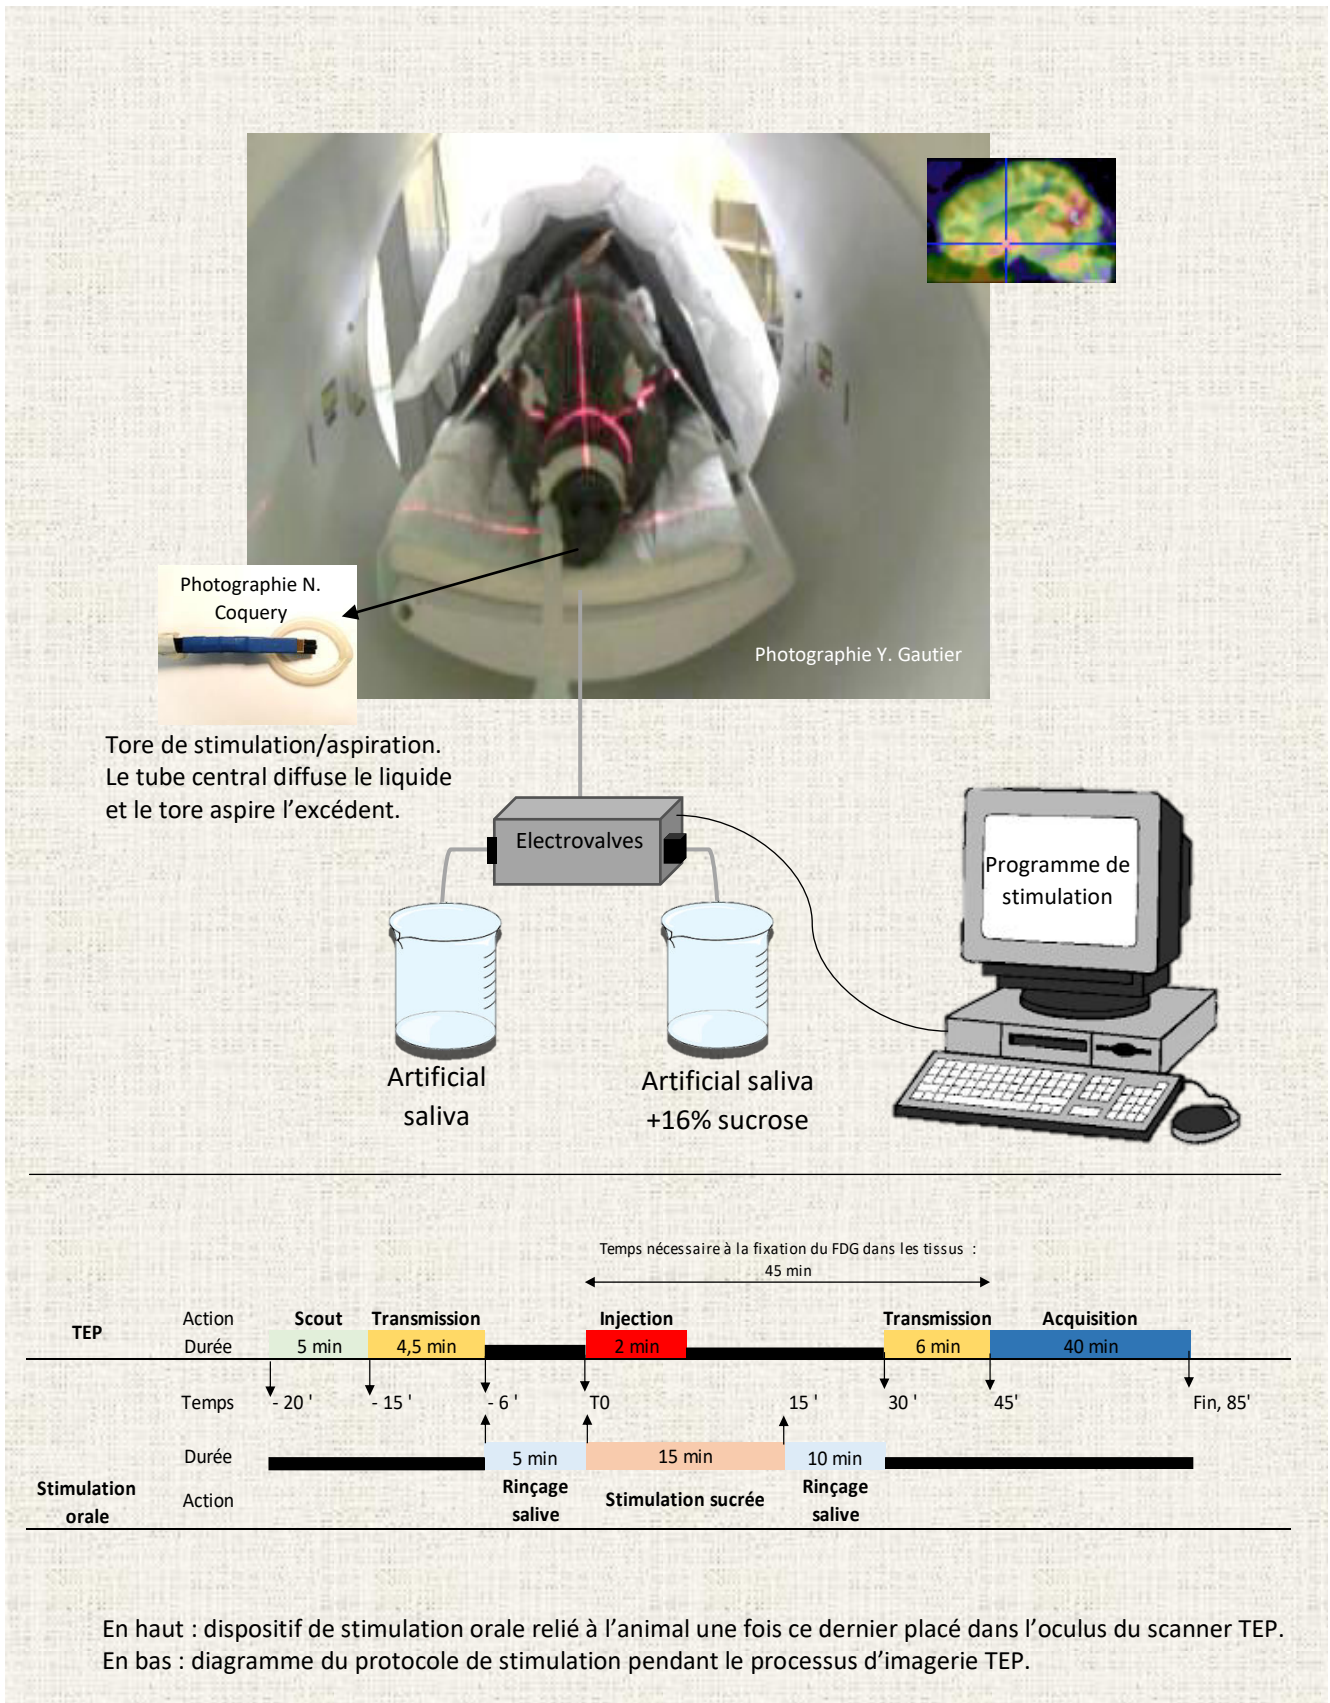 Photographie N.
Coquery
Photographie Y. Gautier
Tore de stimulation/aspiration.
Le tube central diffuse le liquide
et le tore aspire l’excédent.
Electrovalves
Programme de
stimulation
Artificial
saliva
Artificial saliva
+16% sucrose
Temps nécessaire à la fixation du FDG dans les tissus :
45 min
TEP
Action Scout Transmission Injection Transmission Acquisition
Durée 5 min 4,5 min 2 min 6 min 40 min
Temps - 20 ' - 15 ' - 6 ' T0 15 ' 30 ' 45' Fin, 85'
Durée 5 min 15 min 10 min
Stimulation
orale
Action
Rinçage
salive
Stimulation sucrée
Rinçage
salive
En haut : dispositif de stimulation orale relié à l’animal une fois ce dernier placé dans l’oculus du scanner TEP.
En bas : diagramme du protocole de stimulation pendant le processus d’imagerie TEP.